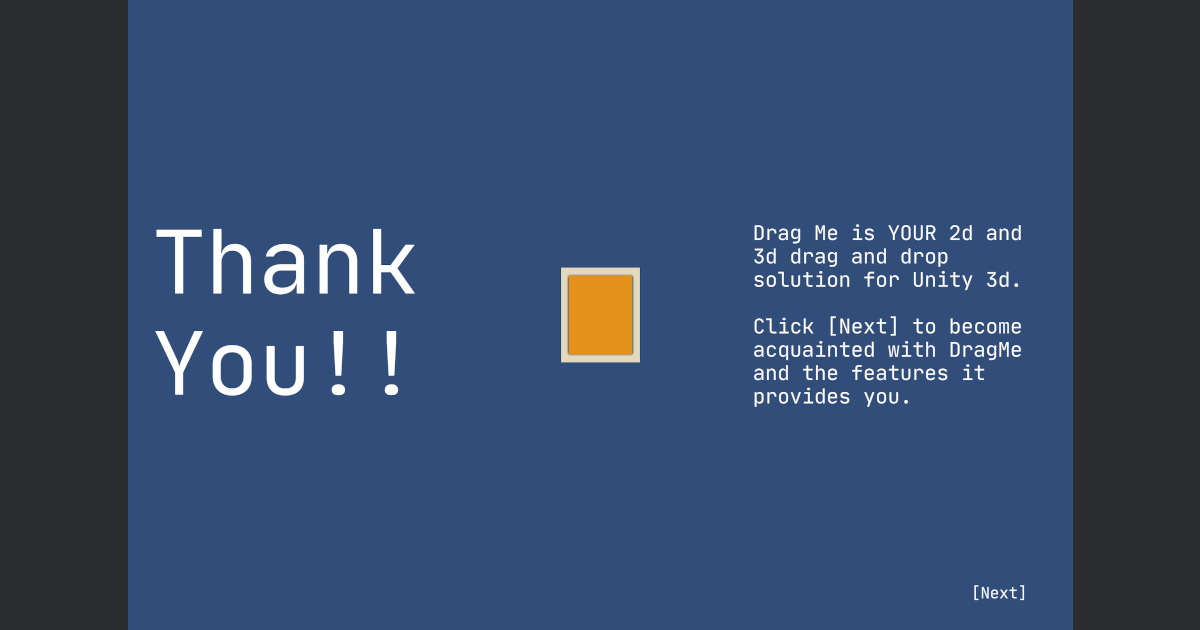 Thank
You!!
Drag Me is YOUR 2d and
3d drag and drop
solution for Unity 3d.
Click [Next] to become
acquainted with DragMe
and the features it
provides you.
[Next]